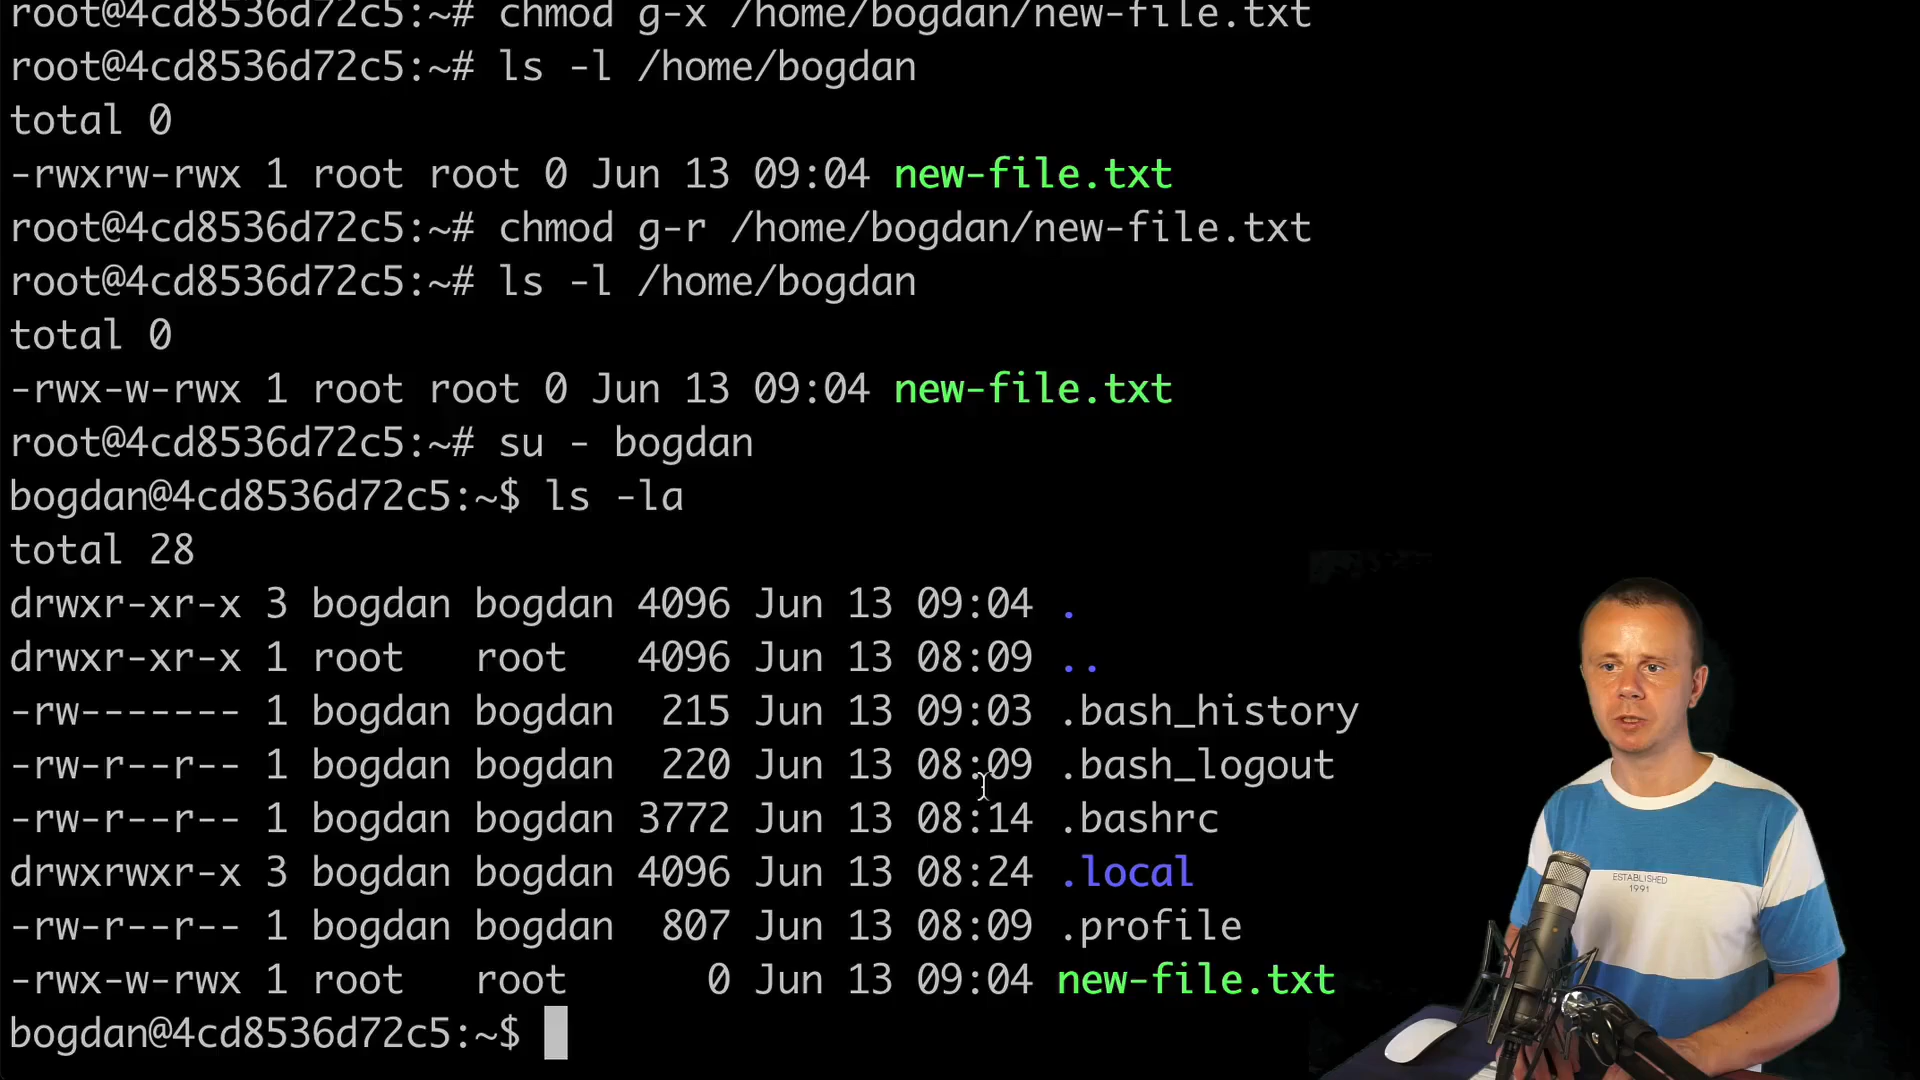 root@4cd8536d72c5:~# chmod g-x /home/bogdan/new-file.txt
root@4cd8536d72c5:~# ls -l /home/bogdan
total 0
-rwxrw-rwx 1 root root 0 Jun 13 09:04 new-file.txt
root@4cd8536d72c5:~# chmod g-r /home/bogdan/new-file.txt
root@4cd8536d72c5:~# ls -l /home/bogdan
total 0
-rwx-w-rwx 1 root root 0 Jun 13 09:04 new-file.txt
root@4cd8536d72c5:~# su - bogdan
bogdan@4cd8536d72c5:~$ ls -la
total 28
drwxr-xr-x 3 bogdan bogdan 4096 Jun 13 09:04 .
drwxr-xr-x 1 root   root   4096 Jun 13 08:09 ..
-rw------- 1 bogdan bogdan  215 Jun 13 09:03 .bash_history
-rw-r--r-- 1 bogdan bogdan  220 Jun 13 08:09 .bash_logout
-rw-r--r-- 1 bogdan bogdan 3772 Jun 13 08:14 .bashrc
drwxrwxr-x 3 bogdan bogdan 4096 Jun 13 08:24 .local
-rw-r--r-- 1 bogdan bogdan  807 Jun 13 08:09 .profile
-rwx-w-rwx 1 root   root      0 Jun 13 09:04 new-file.txt
bogdan@4cd8536d72c5:~$
ESTABLISHED
1991